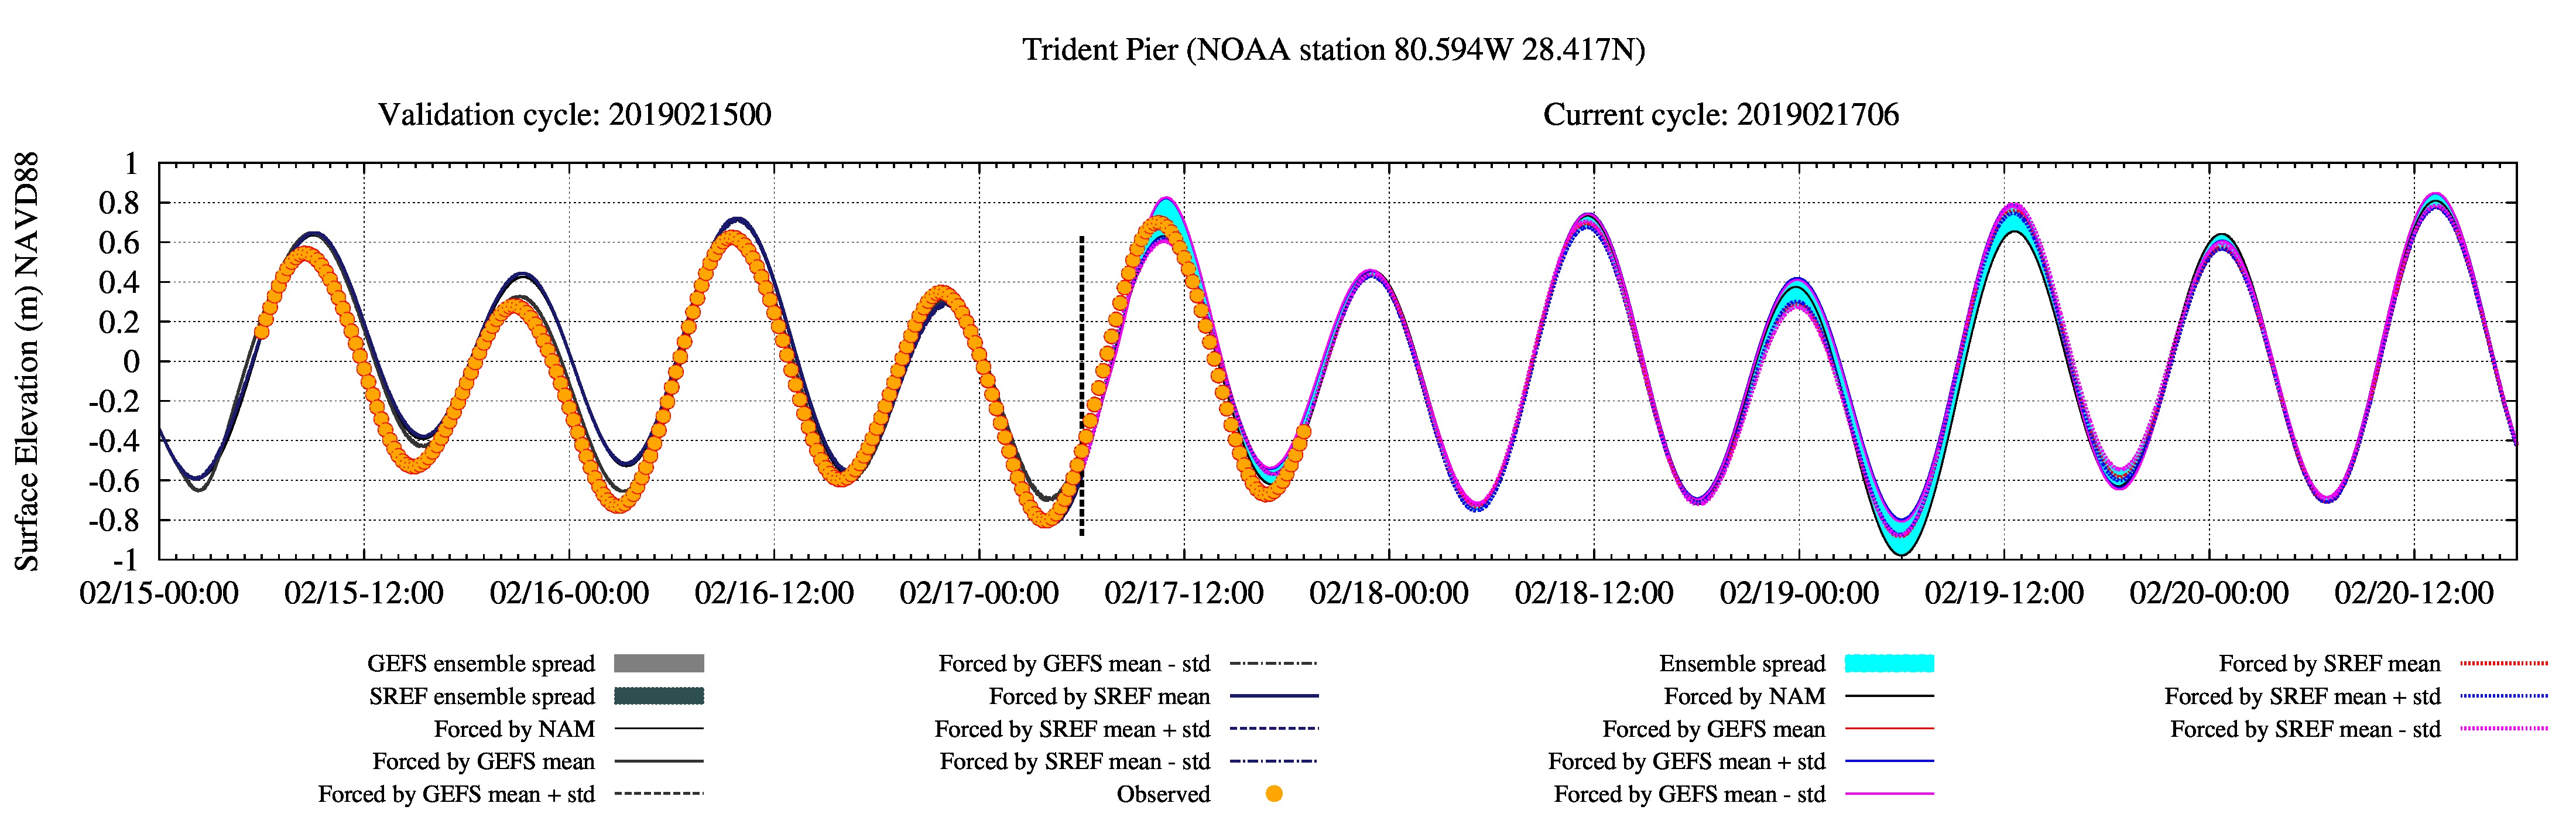 Trident Pier (NOAA station 80.594W 28.417N)
Validation cycle: 2019021500
Current cycle: 2019021706
Surface Elevation (m) NAVD88
1
0.8
0.6
0.4
0.2
0
-0.2
-0.4
-0.6
-0.8
-1
02/15-00:00 02/15-12:00 02/16-00:00 02/16-12:00 02/17-00:00 02/17-12:00 02/18-00:00 02/18-12:00 02/19-00:00 02/19-12:00 02/20-00:00 02/20-12:00
GEFS ensemble spread
SREF ensemble spread
Forced by NAM
Forced by GEFS mean
Forced by GEFS mean + std
Forced by GEFS mean - std
Forced by SREF mean
Forced by SREF mean + std
Forced by SREF mean - std
Observed
Ensemble spread
Forced by NAM
Forced by GEFS mean
Forced by GEFS mean + std
Forced by GEFS mean - std
Forced by SREF mean
Forced by SREF mean + std
Forced by SREF mean - std